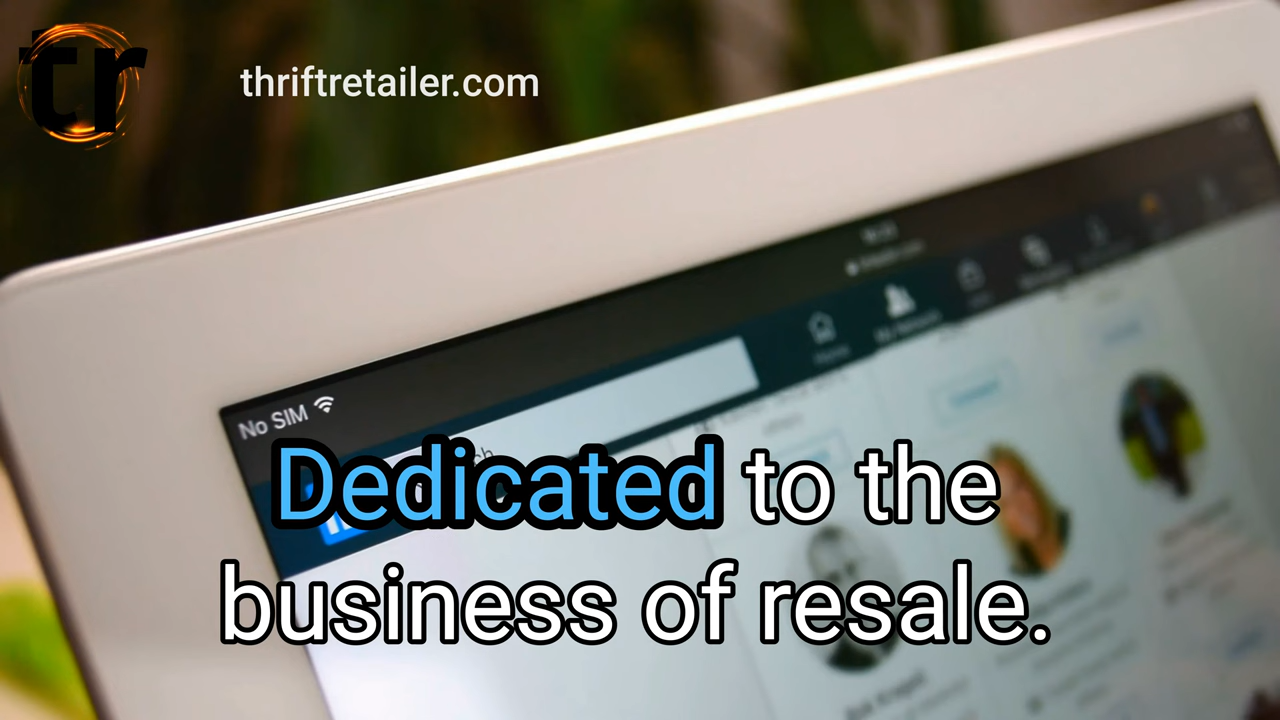 tr
thriftretailer.com
No SIM
Dedicated to the
business of resale.